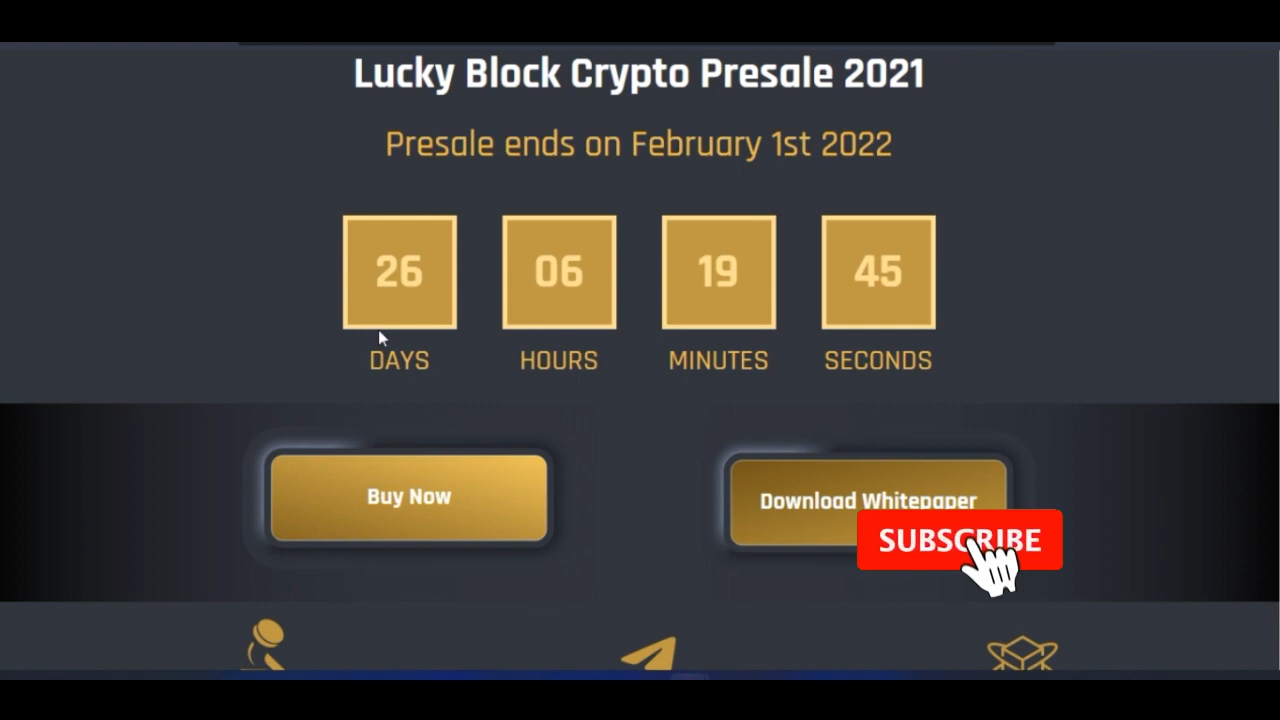 Lucky Block Crypto Presale 2021
Presale ends on February 1st 2022
26 06 19 45
DAYS HOURS MINUTES SECONDS
Buy Now
Download Whitepaper
SUBSCRIBE